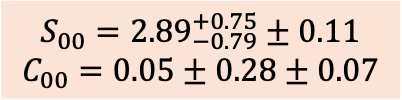 S₀₀ = 2.89⁺⁰·⁷⁵₋₀.₇₉ ± 0.11
C₀₀ = 0.05 ± 0.28 ± 0.07